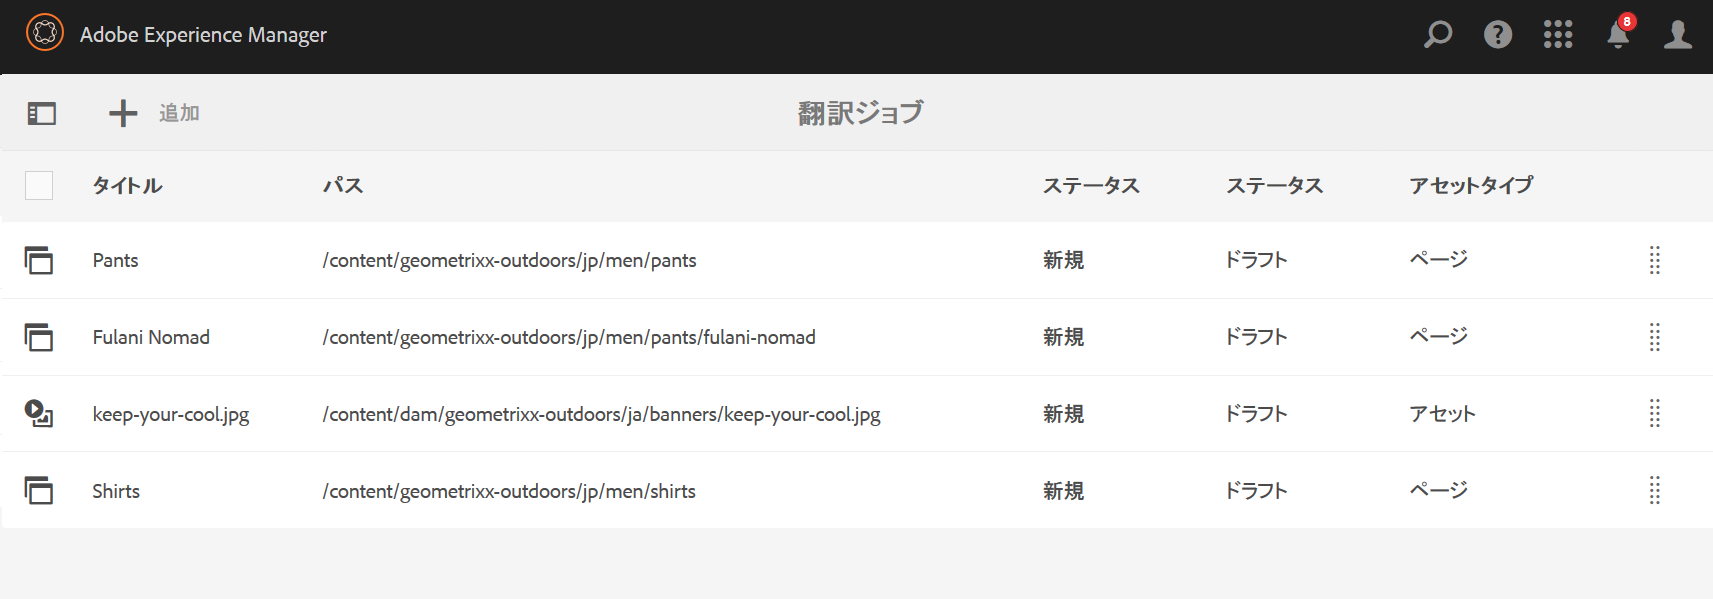 Adobe Experience Manager 8
追加 翻訳ジョブ
タイトル パス ステータス ステータス アセットタイプ
Pants /content/geometrixx-outdoors/jp/men/pants 新規 ドラフト ページ
Fulani Nomad /content/geometrixx-outdoors/jp/men/pants/fulani-nomad 新規 ドラフト ページ
keep-your-cool.jpg /content/dam/geometrixx-outdoors/ja/banners/keep-your-cool.jpg 新規 ドラフト アセット
Shirts /content/geometrixx-outdoors/jp/men/shirts 新規 ドラフト ページ